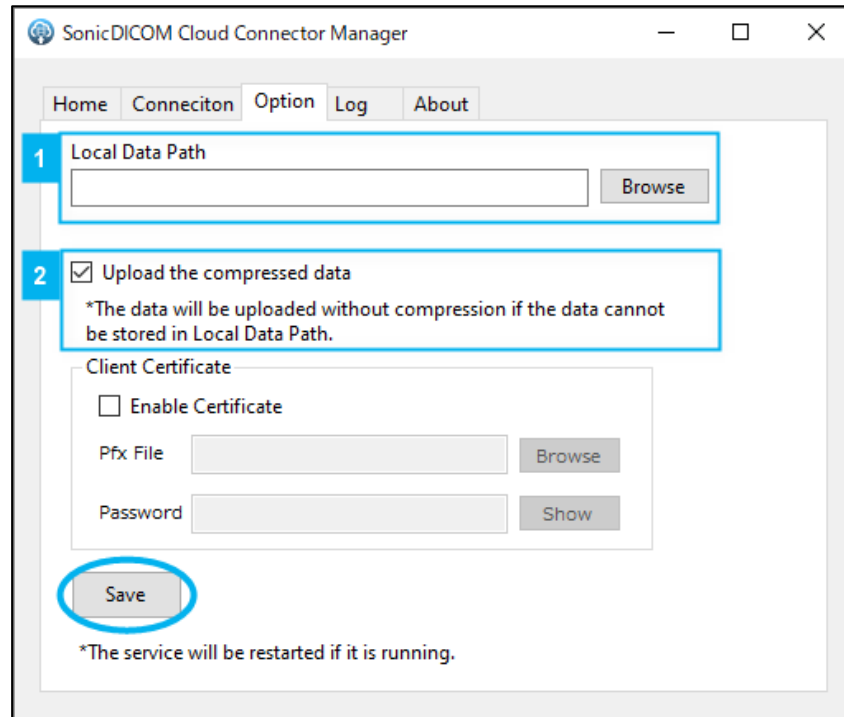 SonicDICOM Cloud Connector Manager
Home Conneciton Option Log About
1
Local Data Path
Browse
2
Upload the compressed data
*The data will be uploaded without compression if the data cannot
be stored in Local Data Path.
Client Certificate
Enable Certificate
Pfx File Browse
Password Show
Save
*The service will be restarted if it is running.